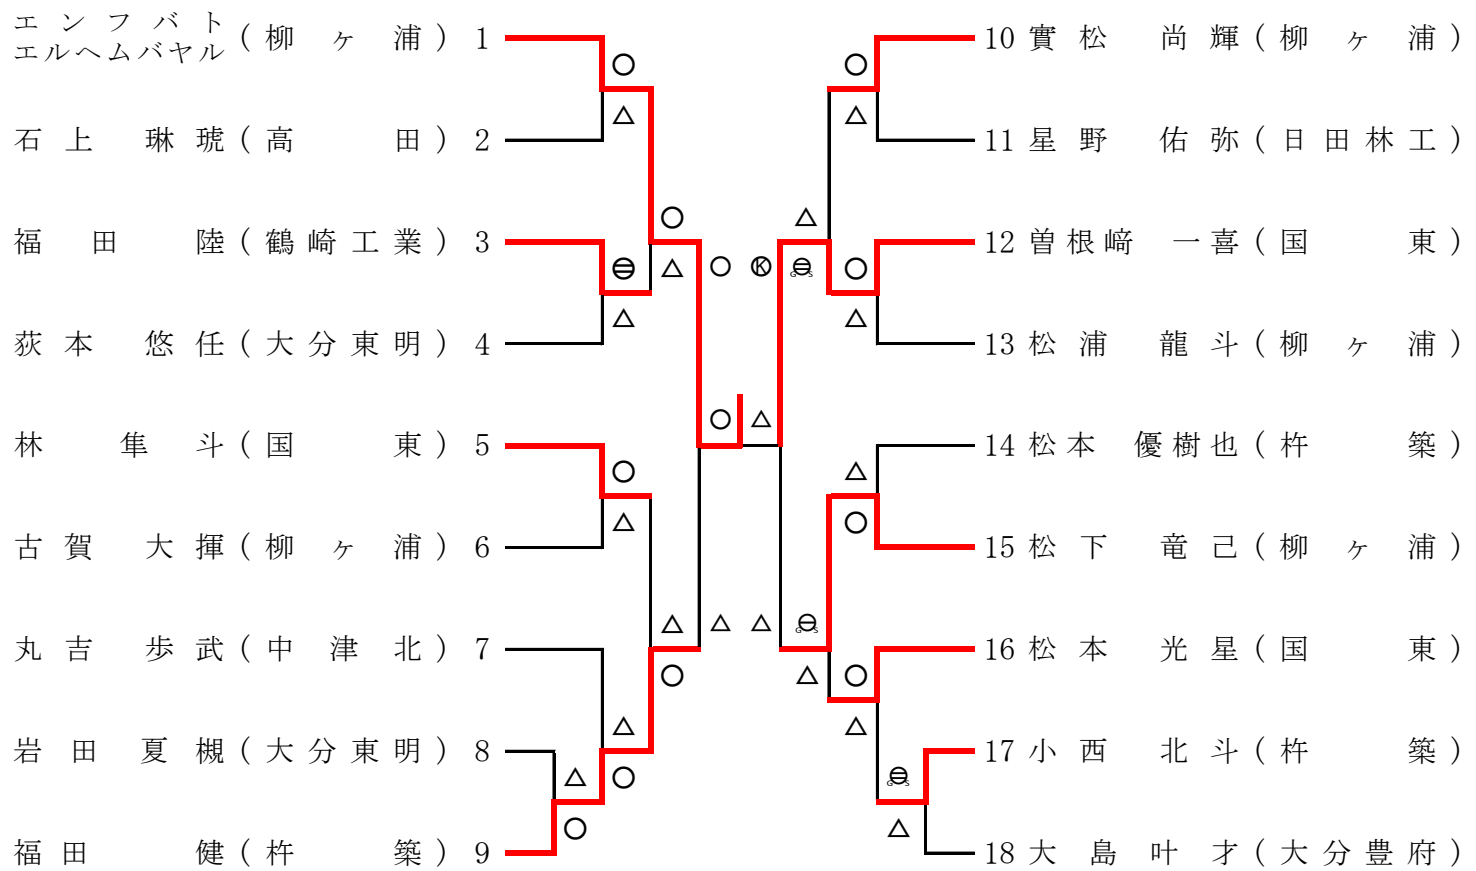 エンフバト
エルヘムバヤル (柳ヶ浦) 1
石上 琳琥 (高田) 2
福田 陸 (鶴崎工業) 3
荻本 悠任 (大分東明) 4
林 隼斗 (国東) 5
古賀 大揮 (柳ヶ浦) 6
丸吉 歩武 (中津北) 7
岩田 夏槻 (大分東明) 8
福田 健 (杵築) 9
10 實松 尚輝 (柳ヶ浦)
11 星野 佑弥 (日田林工)
12 曽根﨑 一喜 (国東)
13 松浦 龍斗 (柳ヶ浦)
14 松本 優樹也 (杵築)
15 松下 竜己 (柳ヶ浦)
16 松本 光星 (国東)
17 小西 北斗 (杵築)
18 大島 叶才 (大分豊府)
○
△
○
△
○
△
○
△
○
△
○
△
△
○
△
○
△
○
△
○
△
Ⓚ
△
G S
○
△
○
△
△
○
△
G S
△
○
△
G S
△